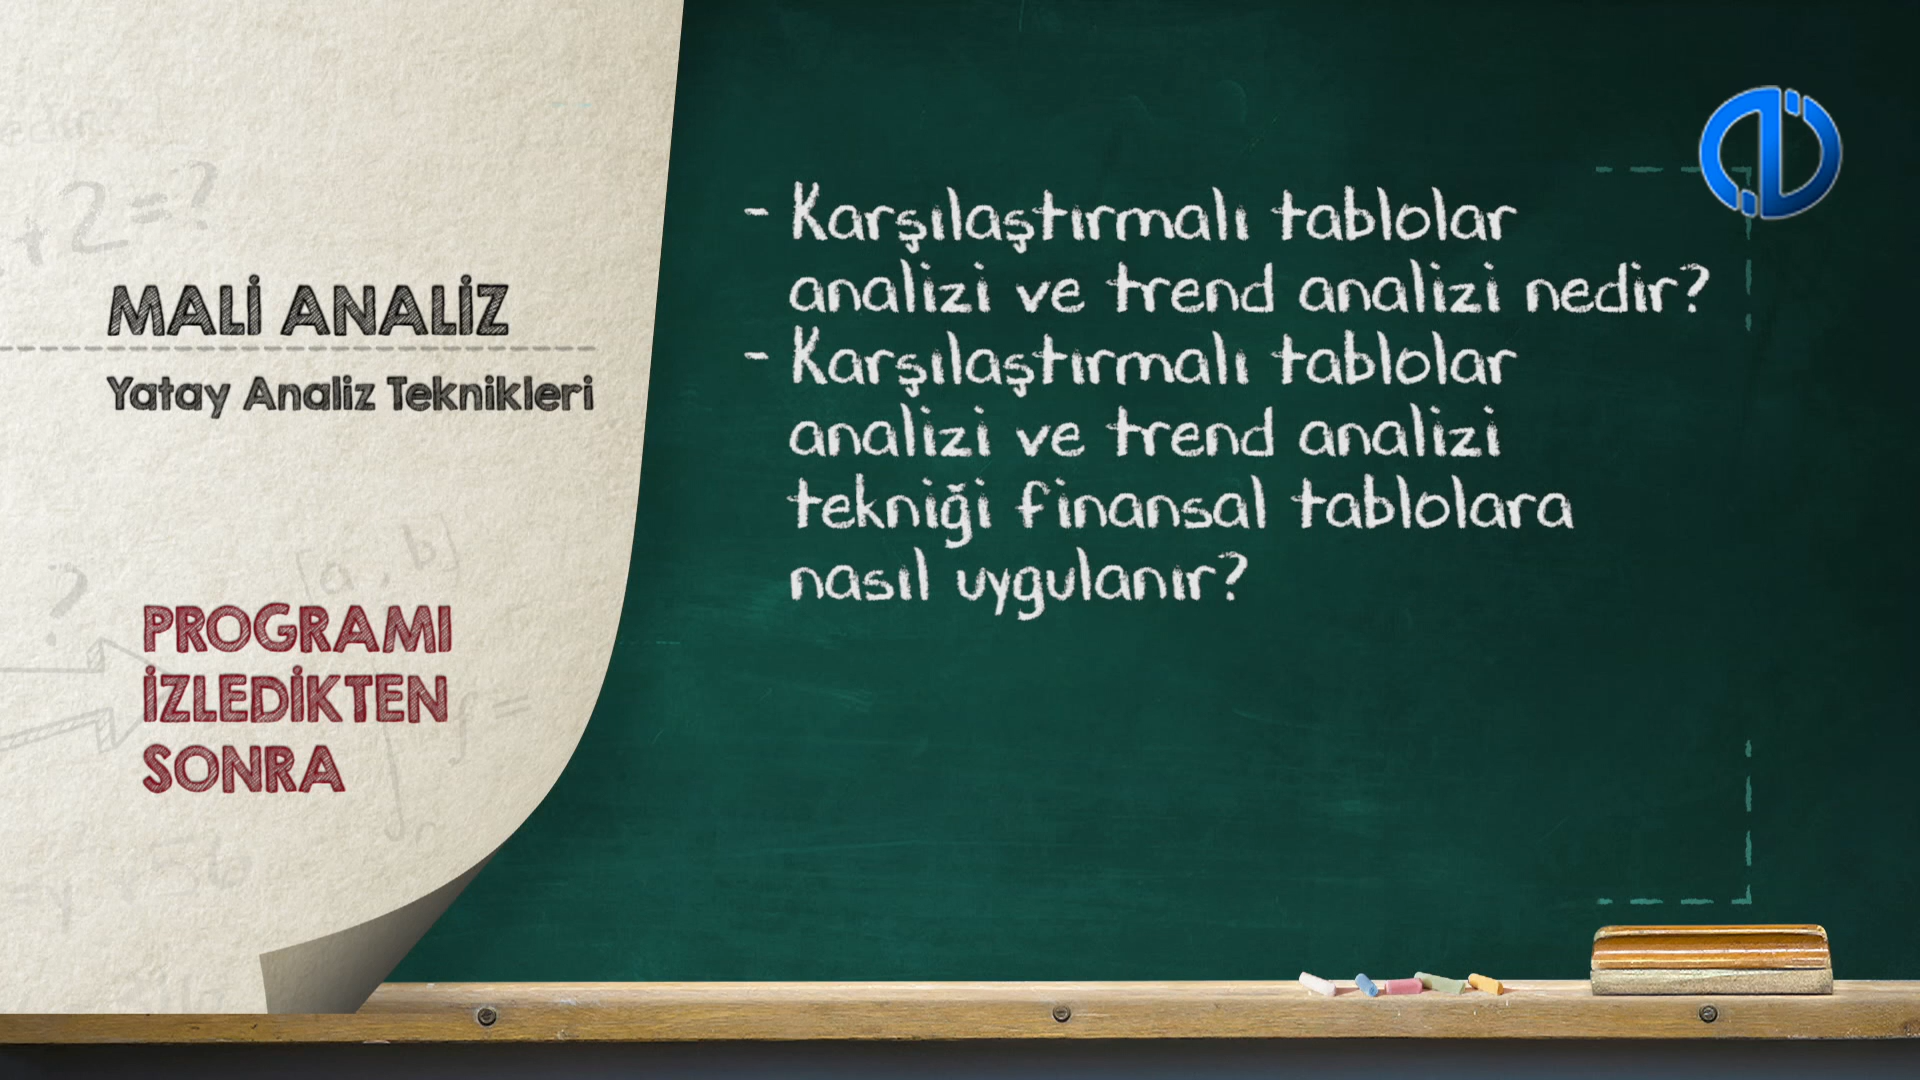 MALİ ANALİZ
Yatay Analiz Teknikleri
PROGRAMI
İZLEDİKTEN
SONRA
- Karşılaştırmalı tablolar
analizi ve trend analizi nedir?
- Karşılaştırmalı tablolar
analizi ve trend analizi
tekniği finansal tablolara
nasıl uygulanır?